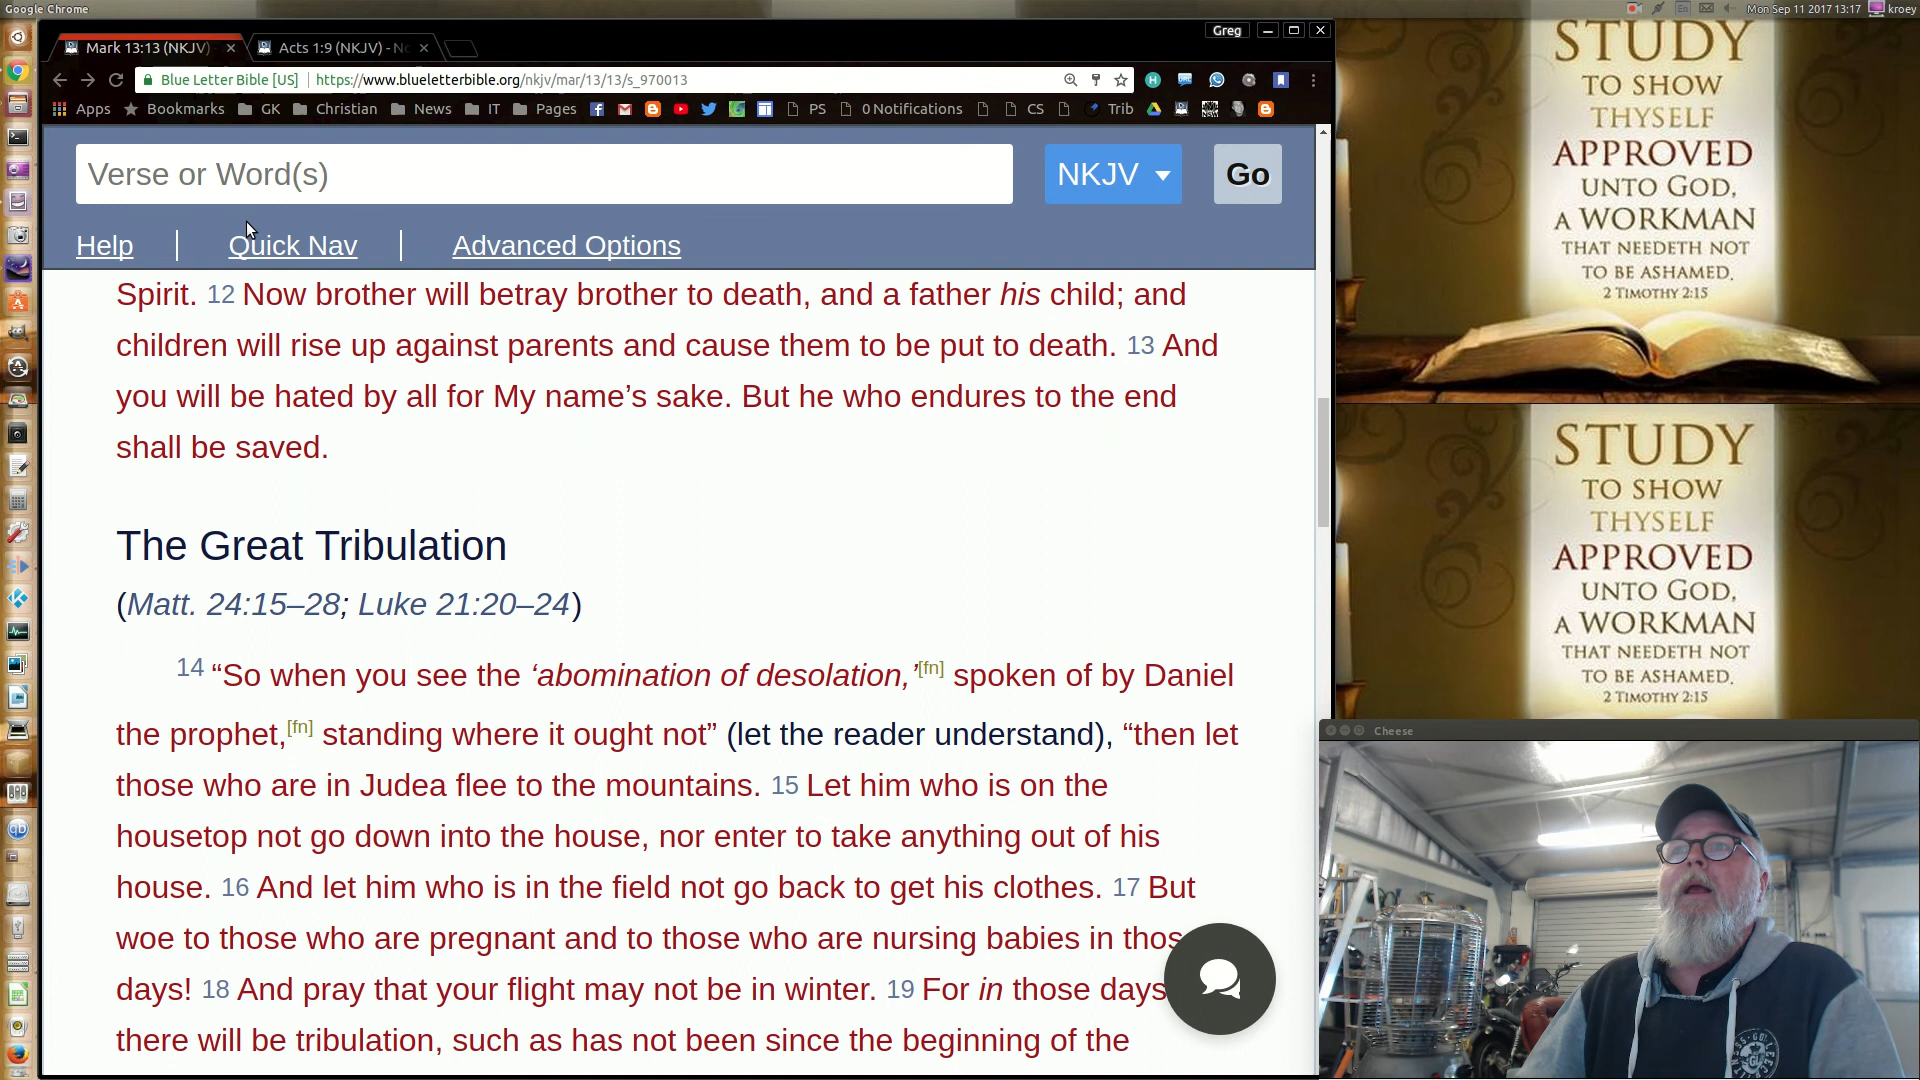 Google Chrome
Mon Sep 11 2017 13:17 kroey
En
Greg
Mark 13:13 (NKJV)
Acts 1:9 (NKJV) - N
Blue Letter Bible [US] https://www.blueletterbible.org/nkjv/mar/13/13/s_970013
Apps Bookmarks GK Christian News IT Pages PS 0 Notifications CS Trib
Verse or Word(s)
NKJV
Go
Help
Quick Nav
Advanced Options
Spirit. 12 Now brother will betray brother to death, and a father his child; and
children will rise up against parents and cause them to be put to death. 13 And
you will be hated by all for My name’s sake. But he who endures to the end
shall be saved.
The Great Tribulation
(Matt. 24:15–28; Luke 21:20–24)
14 “So when you see the ‘abomination of desolation,’[fn] spoken of by Daniel
the prophet,[fn] standing where it ought not” (let the reader understand), “then let
those who are in Judea flee to the mountains. 15 Let him who is on the
housetop not go down into the house, nor enter to take anything out of his
house. 16 And let him who is in the field not go back to get his clothes. 17 But
woe to those who are pregnant and to those who are nursing babies in thos
days! 18 And pray that your flight may not be in winter. 19 For in those days
there will be tribulation, such as has not been since the beginning of the
STUDY
TO SHOW
THYSELF
APPROVED
UNTO GOD,
A WORKMAN
THAT NEEDETH NOT
TO BE ASHAMED.
2 TIMOTHY 2:15
STUDY
TO SHOW
THYSELF
APPROVED
UNTO GOD,
A WORKMAN
THAT NEEDETH NOT
TO BE ASHAMED.
2 TIMOTHY 2:15
Cheese